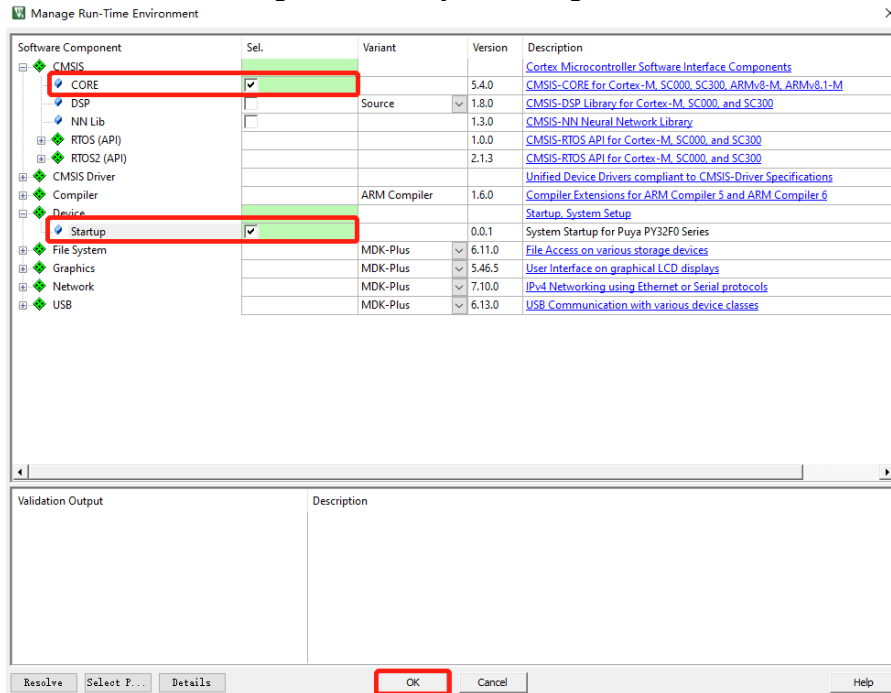 Manage Run-Time Environment
Software Component Sel. Variant Version Description
CMSIS Cortex Microcontroller Software Interface Components
CORE 5.4.0 CMSIS-CORE for Cortex-M, SC000, SC300, ARMv8-M, ARMv8.1-M
DSP Source 1.8.0 CMSIS-DSP Library for Cortex-M, SC000, and SC300
NN Lib 1.3.0 CMSIS-NN Neural Network Library
RTOS (API) 1.0.0 CMSIS-RTOS API for Cortex-M, SC000, and SC300
RTOS2 (API) 2.1.3 CMSIS-RTOS API for Cortex-M, SC000, and SC300
CMSIS Driver Unified Device Drivers compliant to CMSIS-Driver Specifications
Compiler ARM Compiler 1.6.0 Compiler Extensions for ARM Compiler 5 and ARM Compiler 6
Device Startup, System Setup
Startup 0.0.1 System Startup for Puya PY32F0 Series
File System MDK-Plus 6.11.0 File Access on various storage devices
Graphics MDK-Plus 5.46.5 User Interface on graphical LCD displays
Network MDK-Plus 7.10.0 IPv4 Networking using Ethernet or Serial protocols
USB MDK-Plus 6.13.0 USB Communication with various device classes
Validation Output Description
Resolve Select P... Details OK Cancel Help